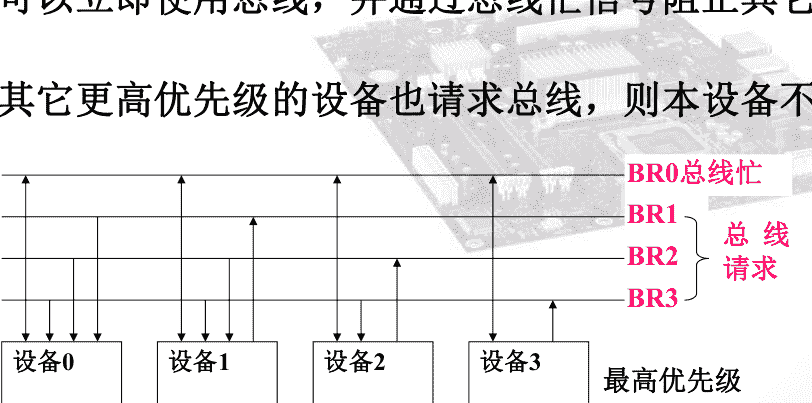 可以立即使用总线，并通过总线忙信号阻止其它
其它更高优先级的设备也请求总线，则本设备不
BR0总线忙
BR1
总 线
BR2
请求
BR3
设备0
设备1
设备2
设备3
最高优先级